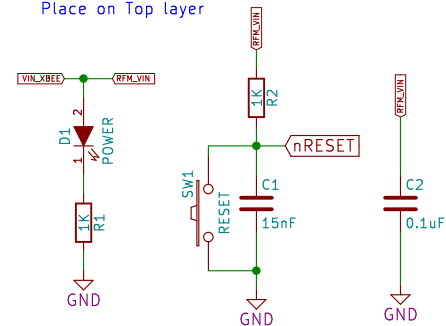 Place on Top layer
RFM_VIN
VIN_XBEE
RFM_VIN
RFM_VIN
2
D1
POWER
1
1K
R2
nRESET
SW1
RESET
C1
15nF
C2
0.1uF
1K
R1
GND
GND
GND